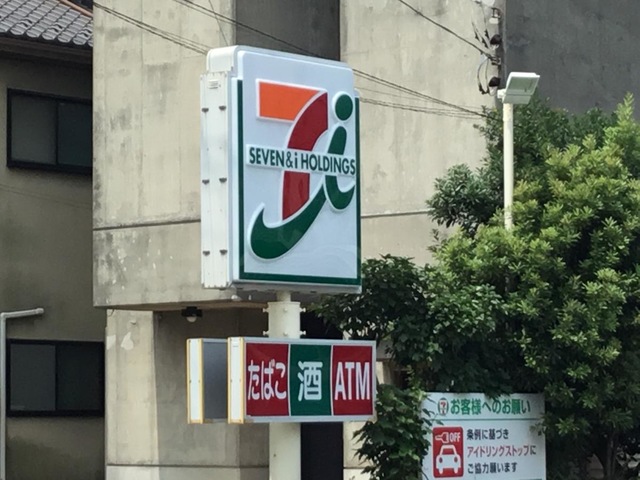 7i
SEVEN&i HOLDINGS
たばこ 酒 ATM
お客様へのお願い
OFF
条例に基づき
アイドリングストップに
ご協力願います